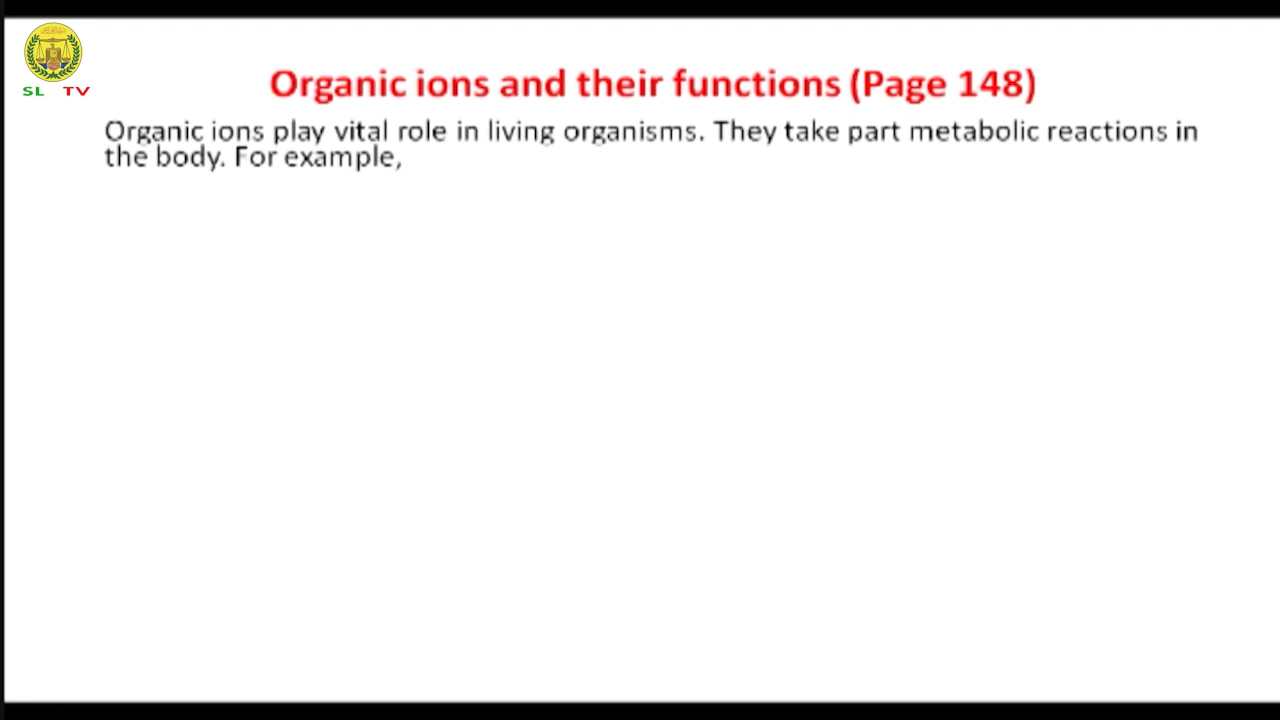 SL TV
Organic ions and their functions (Page 148)
Organic ions play vital role in living organisms. They take part metabolic reactions in
the body. For example,